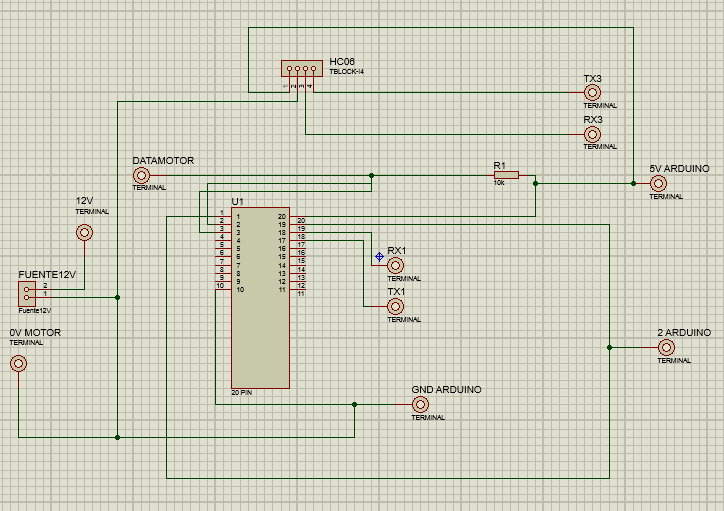 HC06
TBLOCK-I4
1 2 3 4
TX3
TERMINAL
RX3
TERMINAL
DATAMOTOR
TERMINAL
R1
10k
5V ARDUINO
TERMINAL
12V
TERMINAL
U1
1 1 20 20
2 2 19 19
3 3 18 18
4 4 17 17
5 5 16 16
6 6 15 15
7 7 14 14
8 8 13 13
9 9 12 12
10 10 11 11
20 PIN
RX1
TERMINAL
TX1
TERMINAL
FUENTE12V
2
1
Fuente12V
0V MOTOR
TERMINAL
2 ARDUINO
TERMINAL
GND ARDUINO
TERMINAL